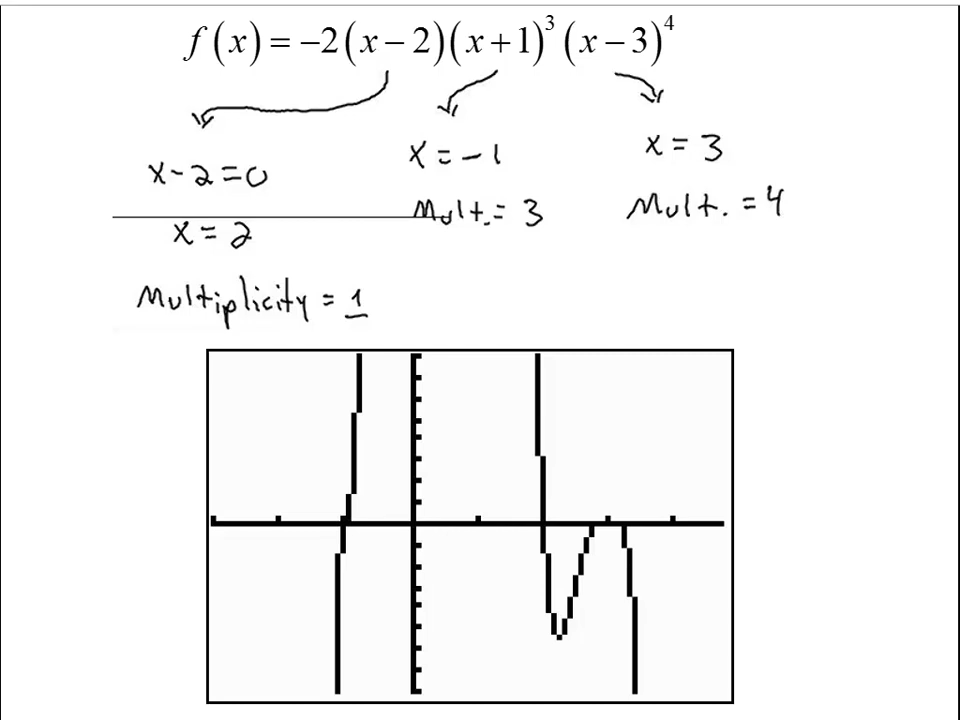 f(x) = −2(x − 2)(x + 1)³(x − 3)⁴
x - 2 = 0
x = 2
Multiplicity = 1
x = -1
Mult. = 3
x = 3
Mult. = 4